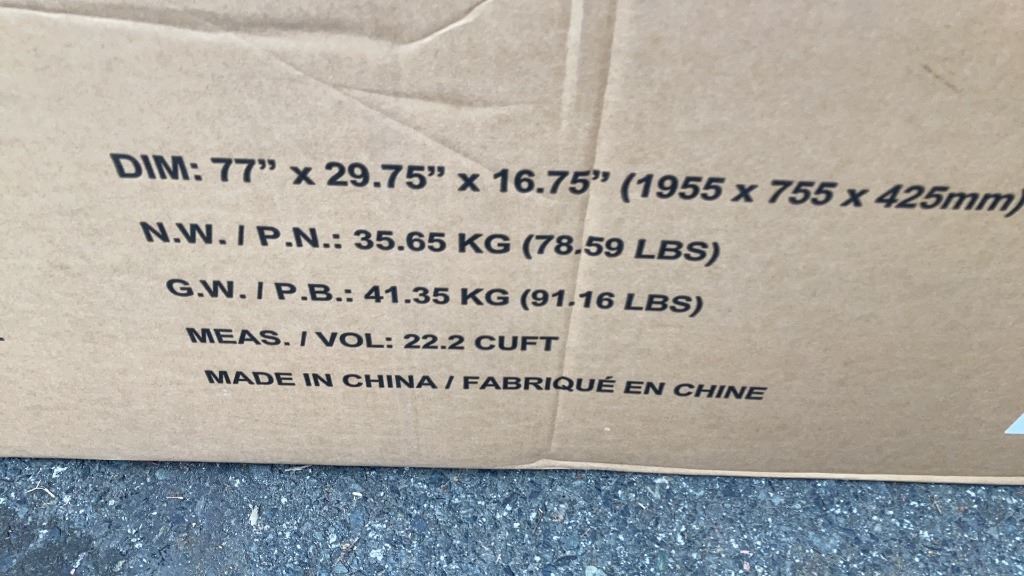 DIM: 77” x 29.75” x 16.75” (1955 x 755 x 425mm)
N.W. / P.N.: 35.65 KG (78.59 LBS)
G.W. / P.B.: 41.35 KG (91.16 LBS)
MEAS. / VOL: 22.2 CUFT
MADE IN CHINA / FABRIQUÉ EN CHINE